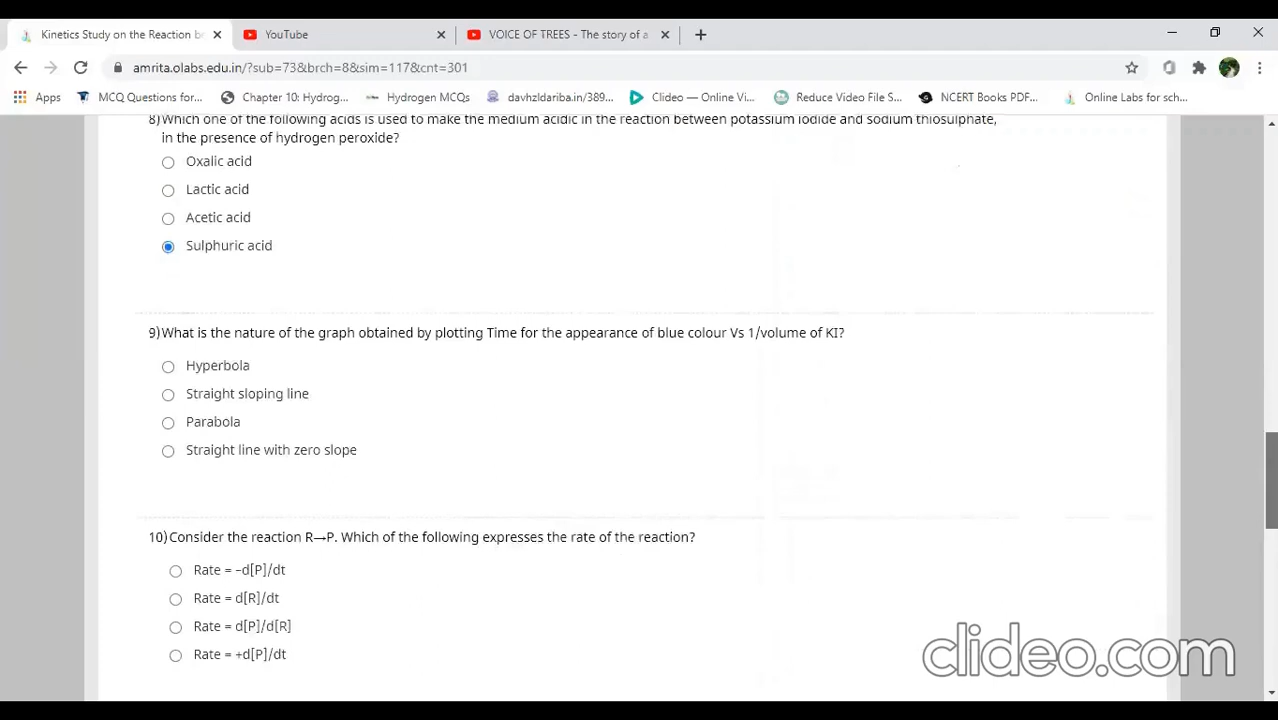 Kinetics Study on the Reaction be
YouTube
VOICE OF TREES - The story of a
amrita.olabs.edu.in/?sub=73&brch=8&sim=117&cnt=301
Apps
MCQ Questions for...
Chapter 10: Hydrog...
Hydrogen MCQs
davhzldariba.in/389...
Clideo — Online Vi...
Reduce Video File S...
NCERT Books PDF...
Online Labs for sch...
8)Which one of the following acids is used to make the medium acidic in the reaction between potassium iodide and sodium thiosulphate,
in the presence of hydrogen peroxide?
Oxalic acid
Lactic acid
Acetic acid
Sulphuric acid
9)What is the nature of the graph obtained by plotting Time for the appearance of blue colour Vs 1/volume of KI?
Hyperbola
Straight sloping line
Parabola
Straight line with zero slope
10)Consider the reaction R→P. Which of the following expresses the rate of the reaction?
Rate = –d[P]/dt
Rate = d[R]/dt
Rate = d[P]/d[R]
Rate = +d[P]/dt
clideo.com